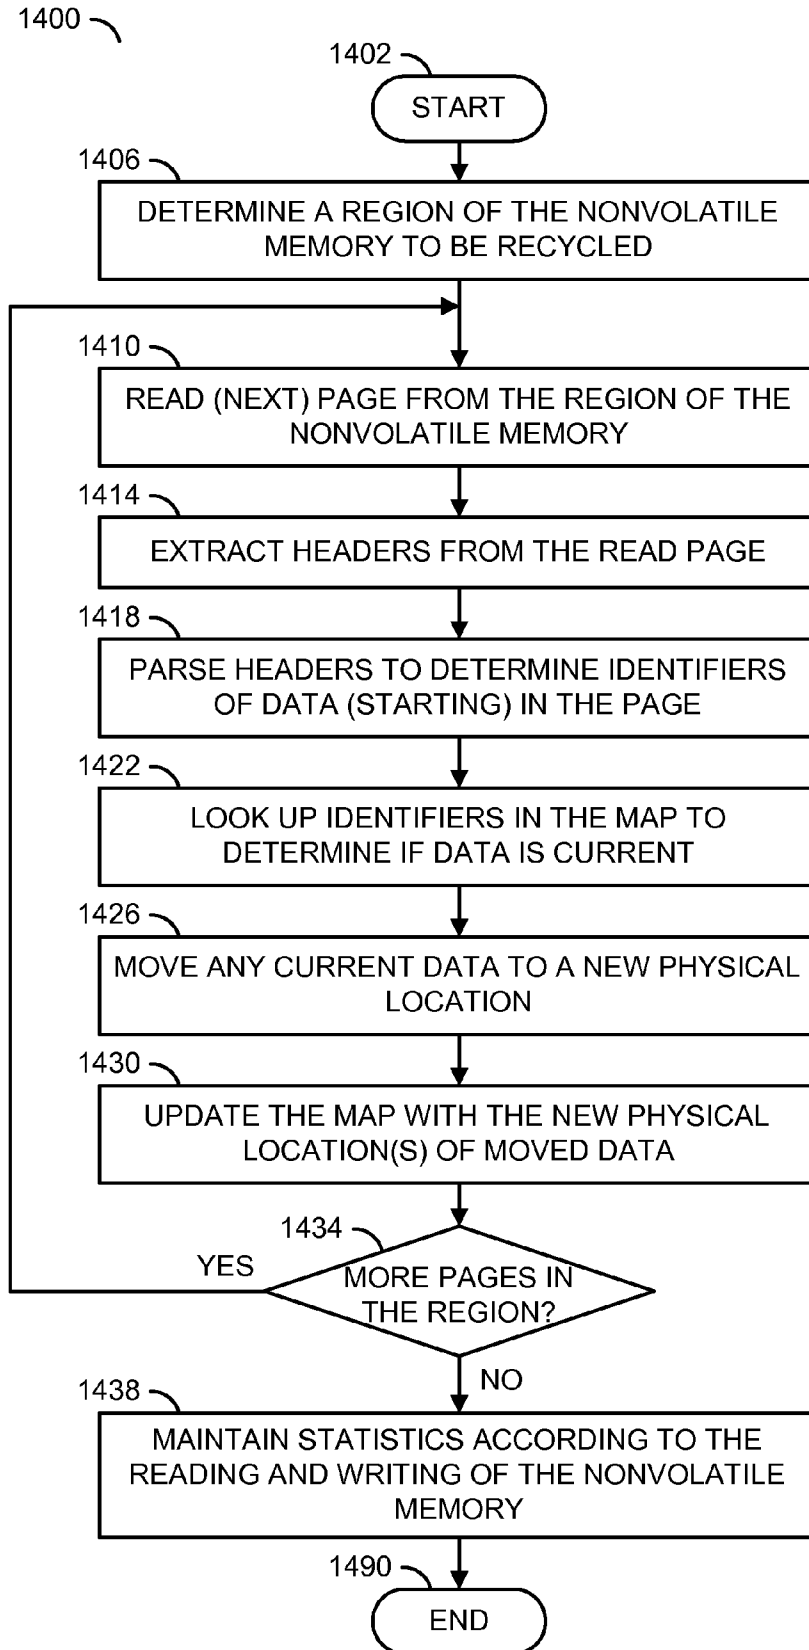 1400
1402
START
1406
DETERMINE A REGION OF THE NONVOLATILE
MEMORY TO BE RECYCLED
1410
READ (NEXT) PAGE FROM THE REGION OF THE
NONVOLATILE MEMORY
1414
EXTRACT HEADERS FROM THE READ PAGE
1418
PARSE HEADERS TO DETERMINE IDENTIFIERS
OF DATA (STARTING) IN THE PAGE
1422
LOOK UP IDENTIFIERS IN THE MAP TO
DETERMINE IF DATA IS CURRENT
1426
MOVE ANY CURRENT DATA TO A NEW PHYSICAL
LOCATION
1430
UPDATE THE MAP WITH THE NEW PHYSICAL
LOCATION(S) OF MOVED DATA
1434
YES
MORE PAGES IN
THE REGION?
NO
1438
MAINTAIN STATISTICS ACCORDING TO THE
READING AND WRITING OF THE NONVOLATILE
MEMORY
1490
END